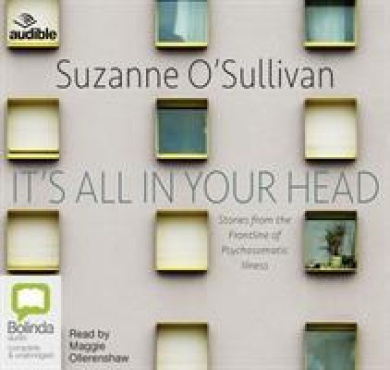 audible
Suzanne O'Sullivan
IT'S ALL IN YOUR HEAD
Stories from the
Frontline of
Psychosomatic
Illness
Bolinda
audio
complete
& unabridged
Read by
Maggie
Ollerenshaw